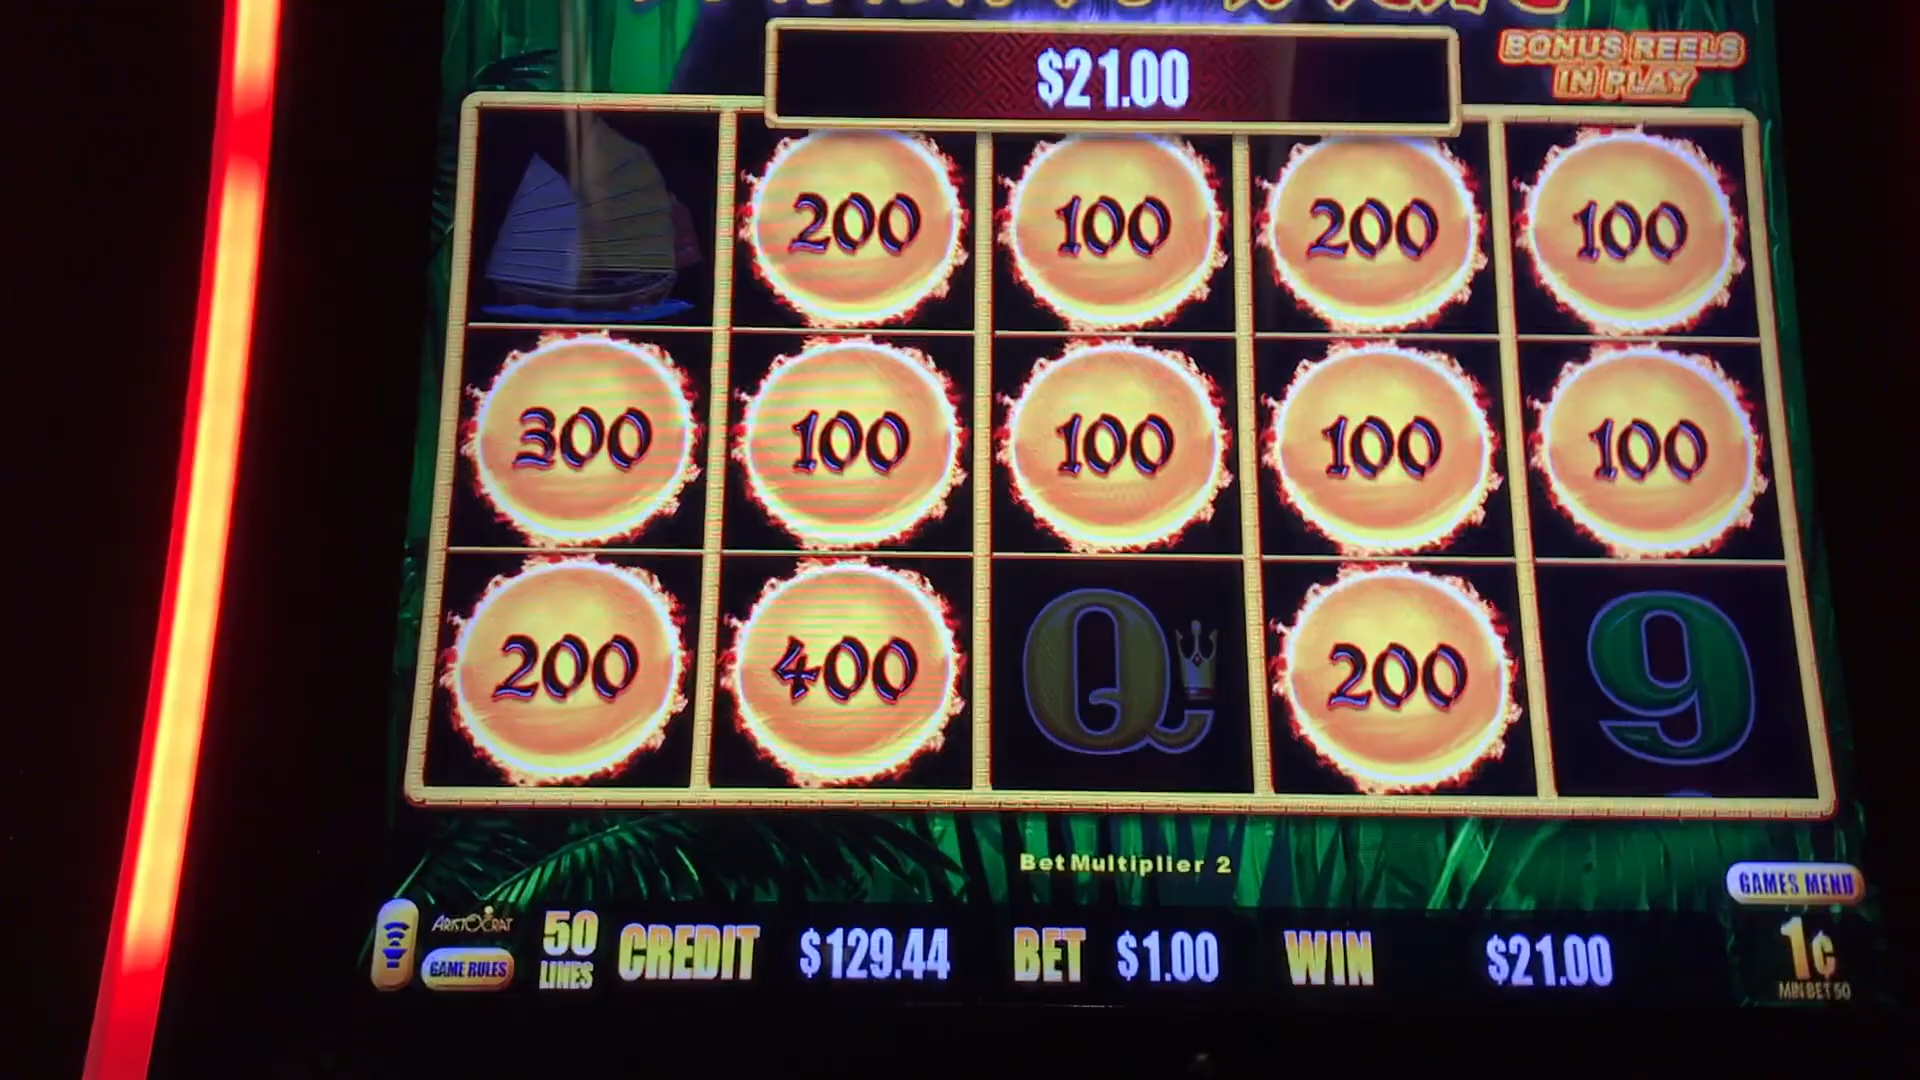 $21.00
BONUS REELS
IN PLAY
200 100 200 100
300 100 100 100 100
200 400 Q 200 9
Bet Multiplier 2
GAMES MENU
ARISTOCRAT
GAME RULES
50
LINES
CREDIT $129.44 BET $1.00 WIN $21.00
1¢
MIN BET 50